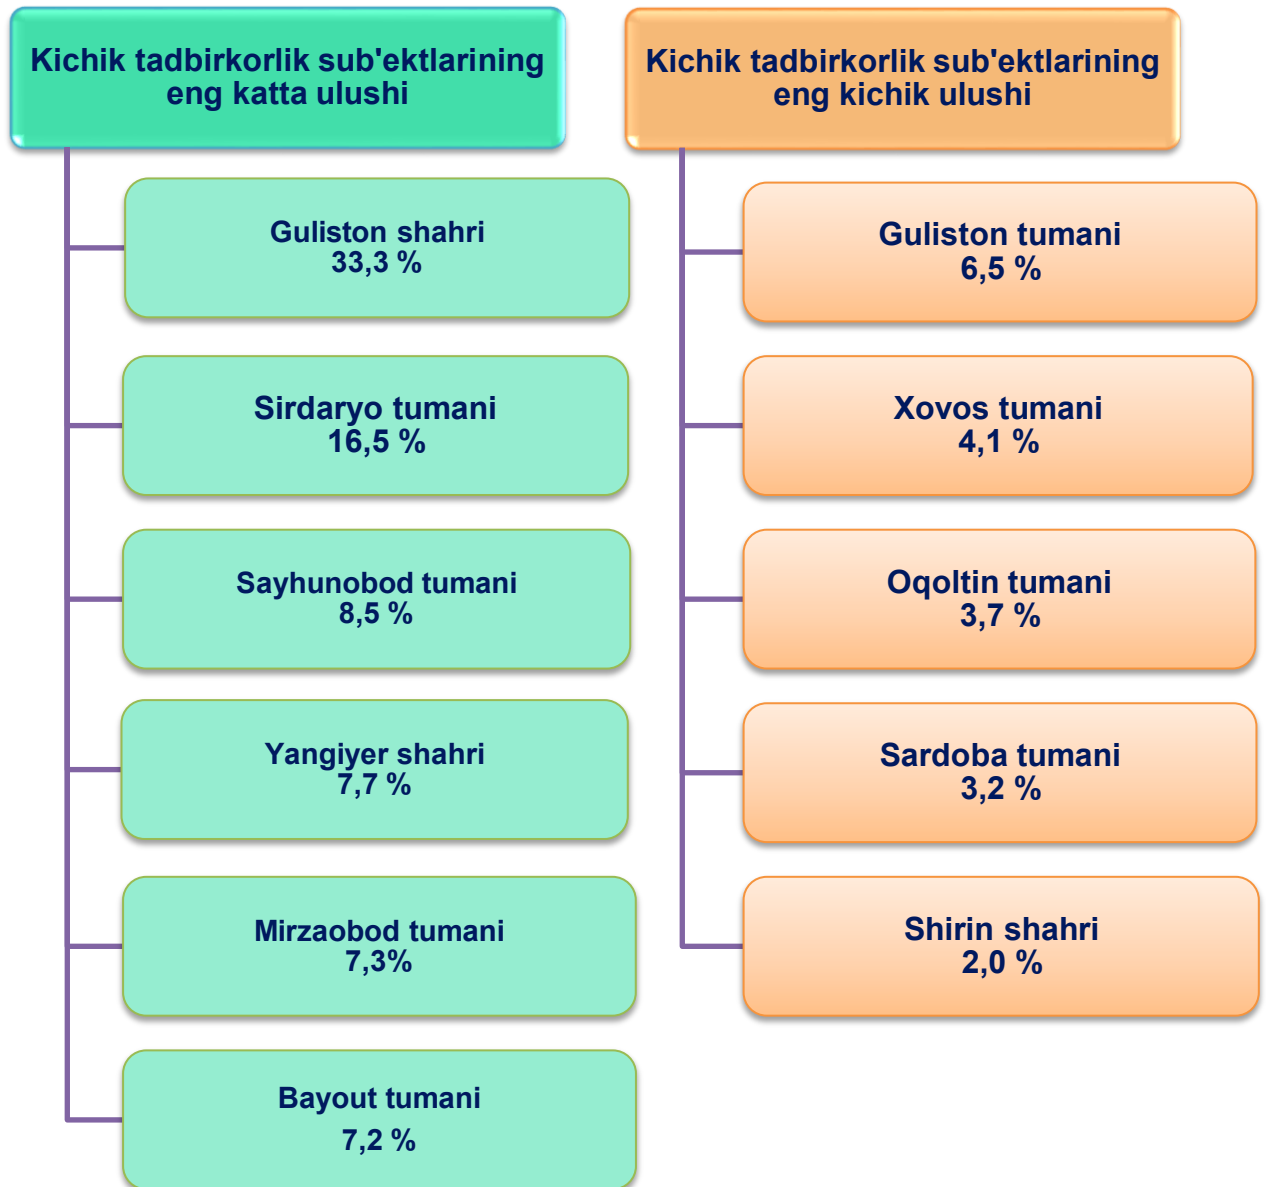 Kichik tadbirkorlik sub'ektlarining
eng katta ulushi
Guliston shahri
33,3 %
Sirdaryo tumani
16,5 %
Sayhunobod tumani
8,5 %
Yangiyer shahri
7,7 %
Mirzaobod tumani
7,3%
Bayout tumani
7,2 %
Kichik tadbirkorlik sub'ektlarining
eng kichik ulushi
Guliston tumani
6,5 %
Xovos tumani
4,1 %
Oqoltin tumani
3,7 %
Sardoba tumani
3,2 %
Shirin shahri
2,0 %